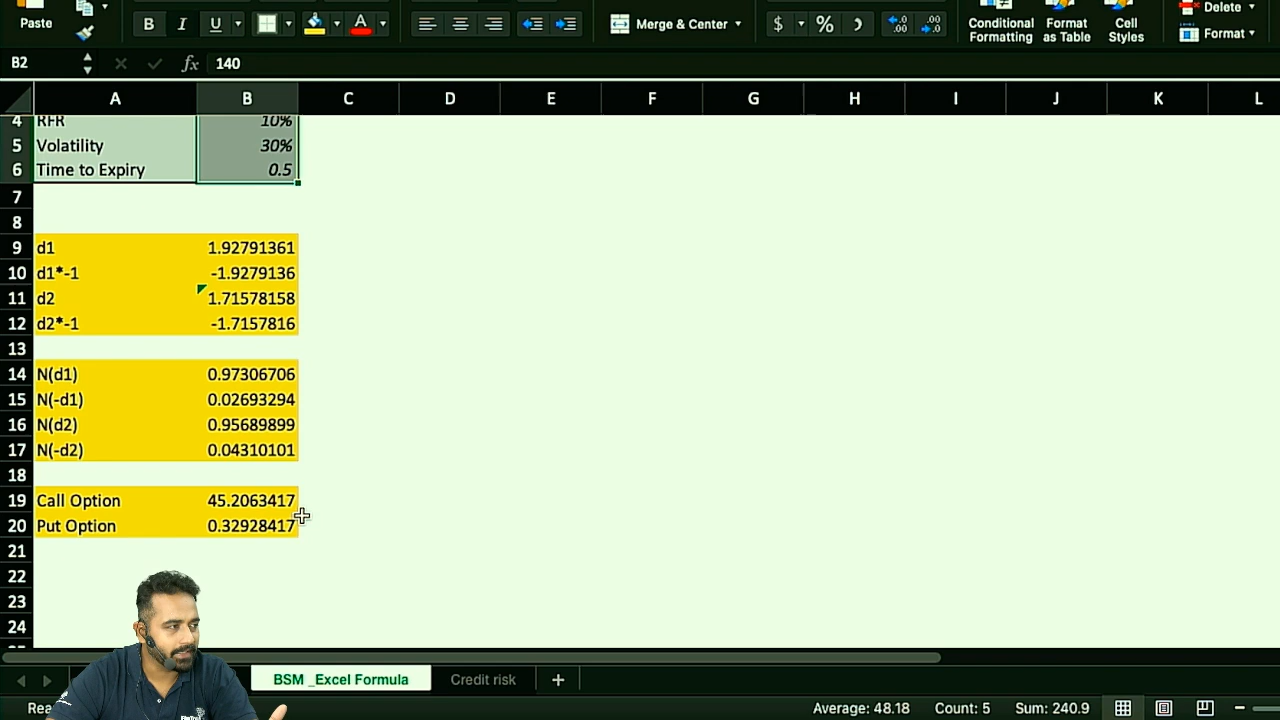 Paste
B I U
Merge & Center
$ % .00 .00
Conditional Formatting
Format as Table
Cell Styles
Delete
Format
B2 fx 140
A B C D E F G H I J K L
4 RFR 10%
5 Volatility 30%
6 Time to Expiry 0.5
7
8
9 d1 1.92791361
10 d1*-1 -1.9279136
11 d2 1.71578158
12 d2*-1 -1.7157816
13
14 N(d1) 0.97306706
15 N(-d1) 0.02693294
16 N(d2) 0.95689899
17 N(-d2) 0.04310101
18
19 Call Option 45.2063417
20 Put Option 0.32928417
21
22
23
24
BSM _Excel Formula Credit risk +
Rea Average: 48.18 Count: 5 Sum: 240.9